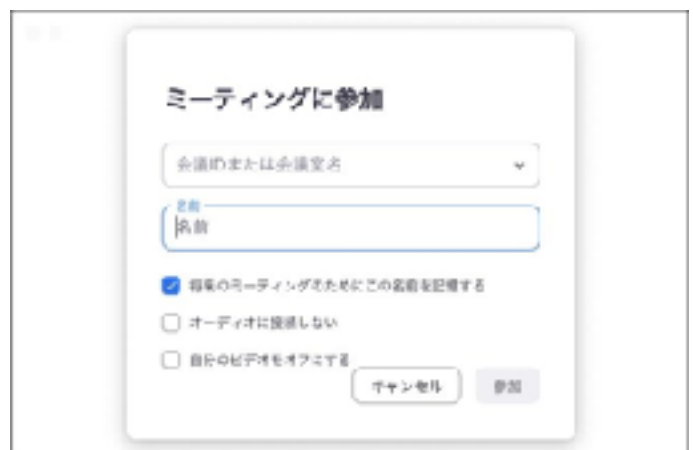 ミーティングに参加
会議IDまたは会議室名
名前
名前
将来のミーティングのためにこの名前を記憶する
オーディオに接続しない
自分のビデオをオフにする
キャンセル
参加